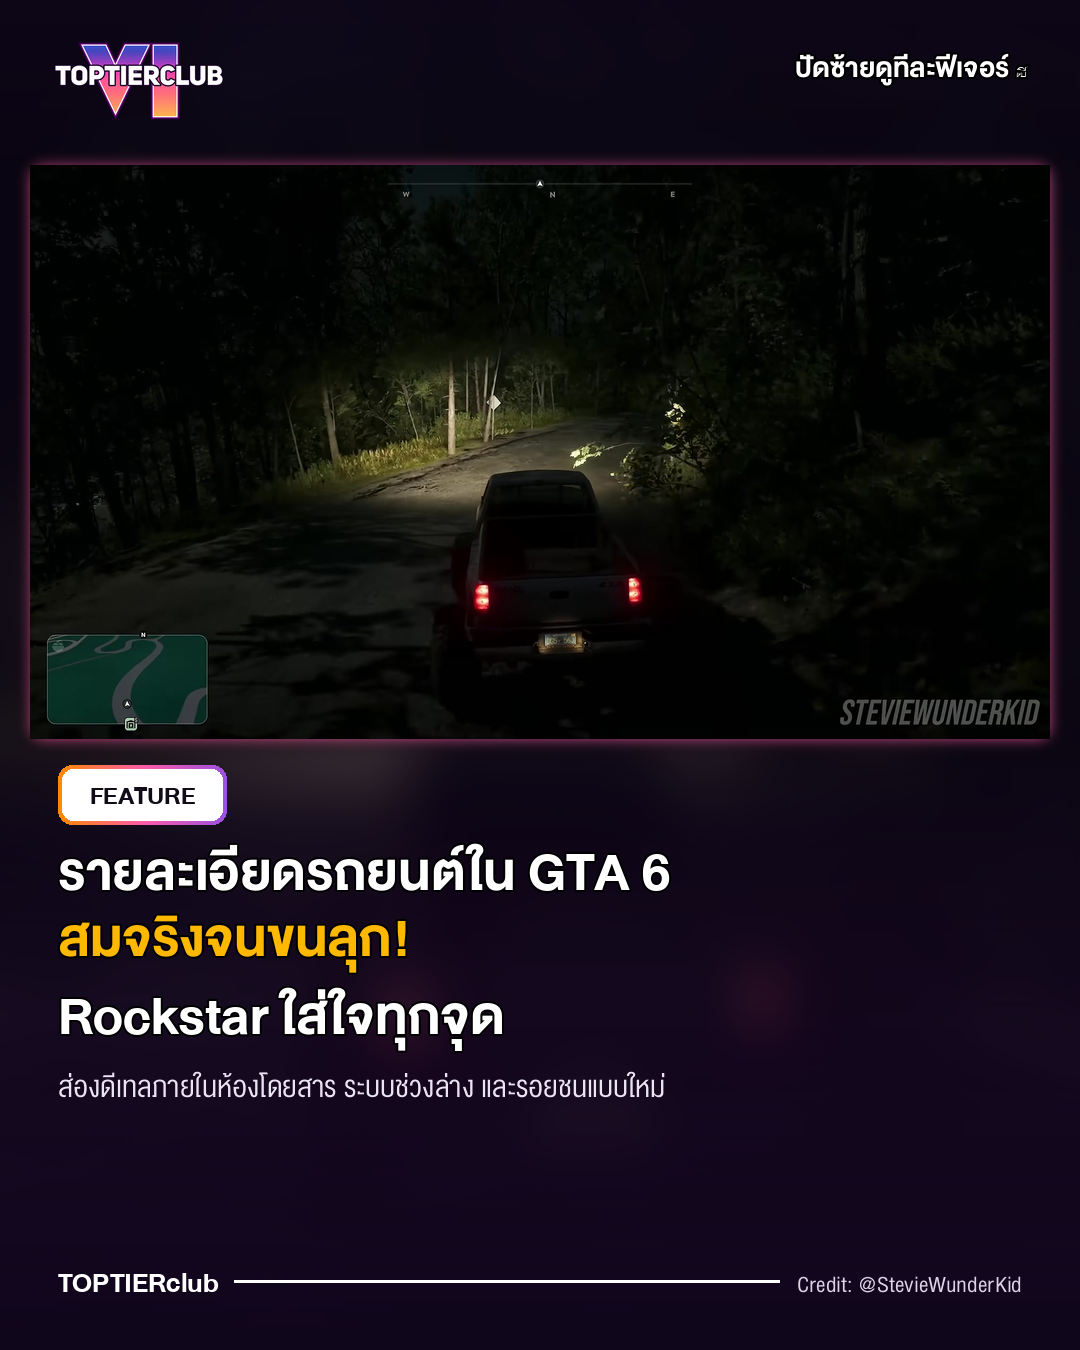 VI
TOPTIERCLUB
ปัดซ้ายดูทีละฟีเจอร์
W N E
N
STEVIEWUNDERKID
FEATURE
รายละเอียดรถยนต์ใน GTA 6
สมจริงจนขนลุก!
Rockstar ใส่ใจทุกจุด
ส่องดีเทลภายในห้องโดยสาร ระบบช่วงล่าง และรอยชนแบบใหม่
TOPTIERclub
Credit: @StevieWunderKid